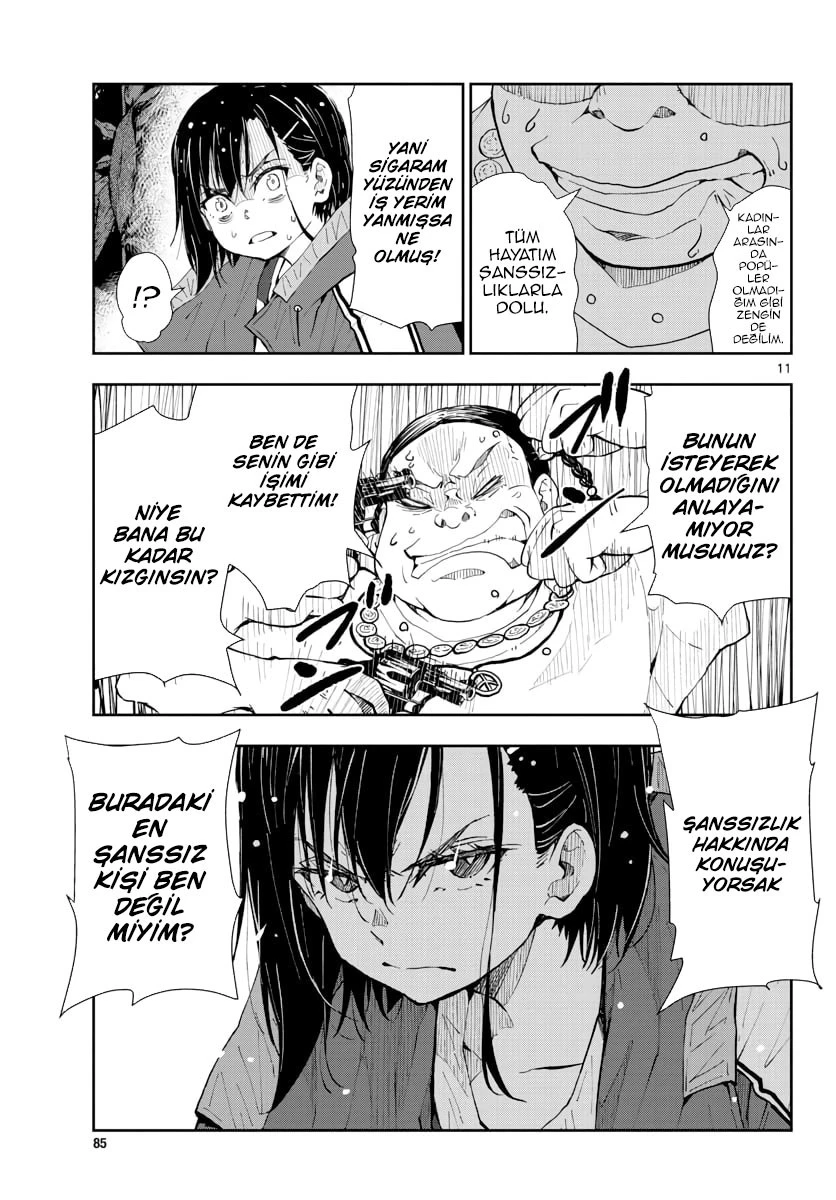 KADIN-
LAR
ARASIN-
DA
POPÜ-
LER
OLMADI-
ĞIM GİBİ
ZENGİN
DE
DEĞİLİM.
TÜM
HAYATIM
ŞANSSIZ-
LIKLARLA
DOLU.
YANİ
SİGARAM
YÜZÜNDEN
İŞ YERİM
YANMIŞSA
NE
OLMUŞ!
!?
11
BUNUN
İSTEYEREK
OLMADIĞINI
ANLAYA-
MIYOR
MUSUNUZ?
BEN DE
SENİN GİBİ
İŞİMİ
KAYBETTİM!
NİYE
BANA BU
KADAR
KIZGINSIN?
ŞANSSIZLIK
HAKKINDA
KONUŞU-
YORSAK
BURADAKİ
EN
ŞANSSIZ
KİŞİ BEN
DEĞİL
MİYİM?
85